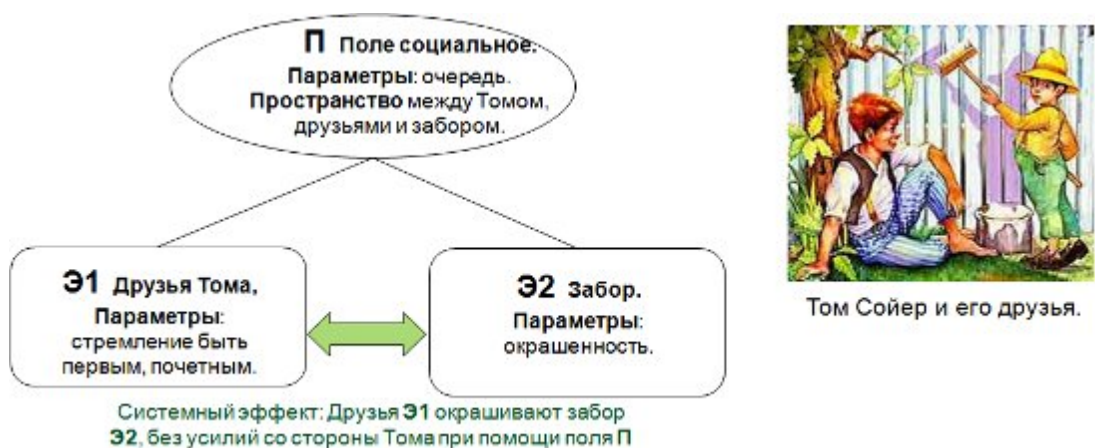 П Поле социальное.
Параметры: очередь.
Пространство между Томом,
друзьями и забором.
Э1 Друзья Тома,
Параметры:
стремление быть
первым, почетным.
Э2 Забор.
Параметры:
окрашенность.
Том Сойер и его друзья.
Системный эффект: Друзья Э1 окрашивают забор
Э2, без усилий со стороны Тома при помощи поля П